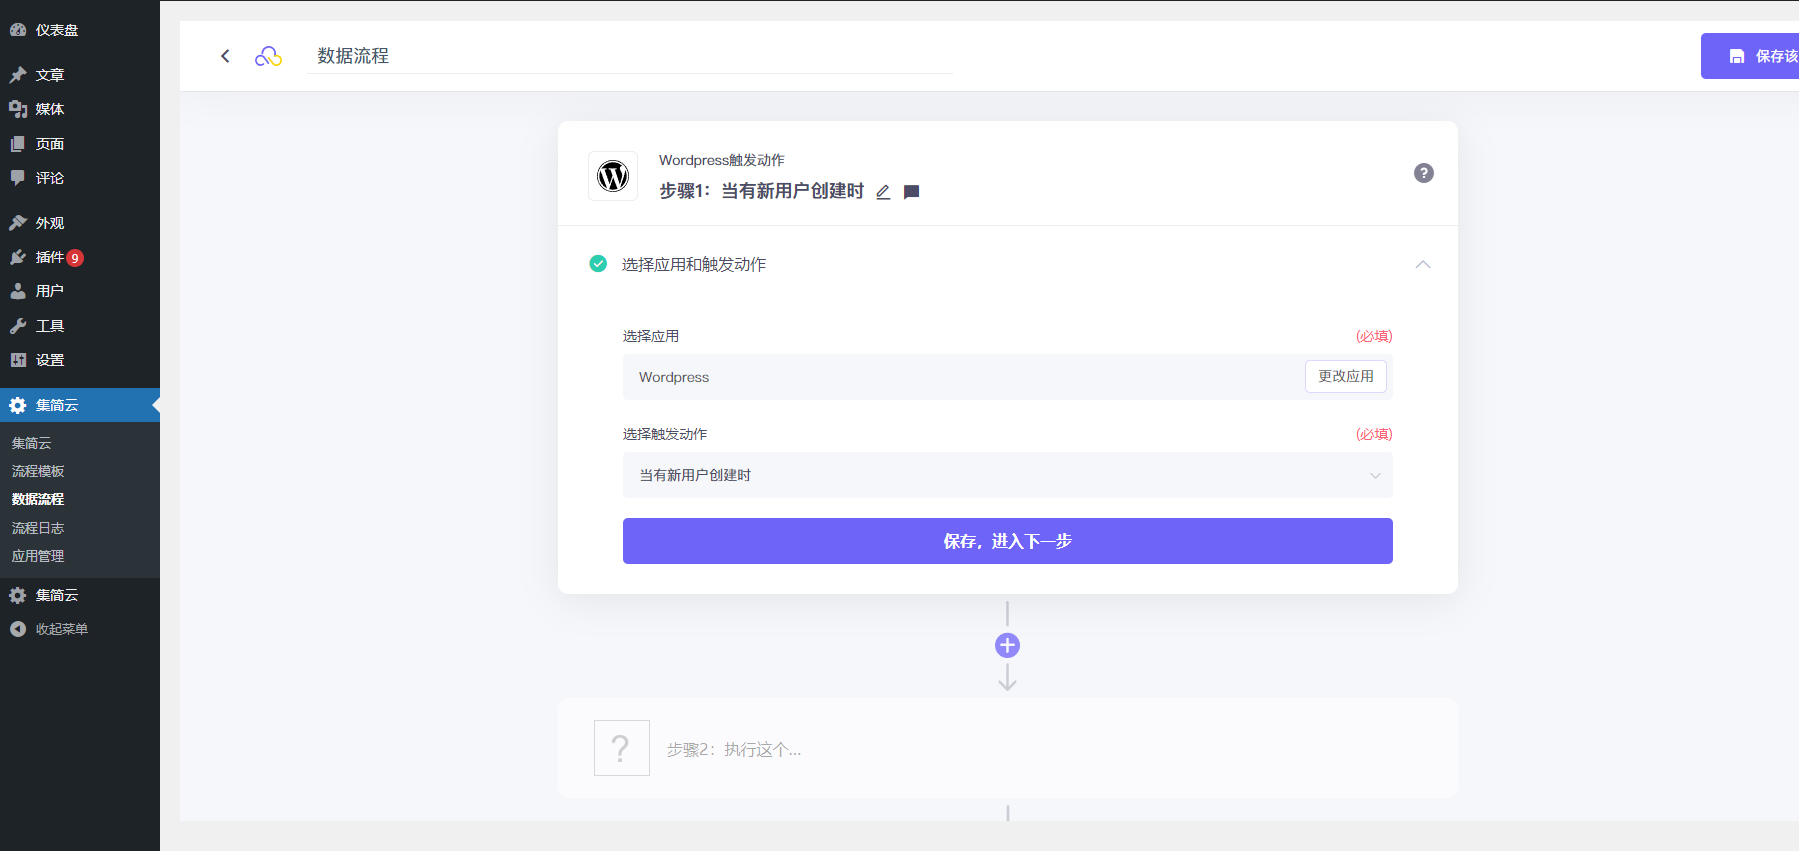 仪表盘
文章
媒体
页面
评论
外观
插件 9
用户
工具
设置
集简云
集简云
流程模板
数据流程
流程日志
应用管理
集简云
收起菜单
数据流程
保存该
Wordpress触发动作
步骤1：当有新用户创建时
?
选择应用和触发动作
选择应用 (必填)
Wordpress 更改应用
选择触发动作 (必填)
当有新用户创建时
保存，进入下一步
?
步骤2：执行这个...